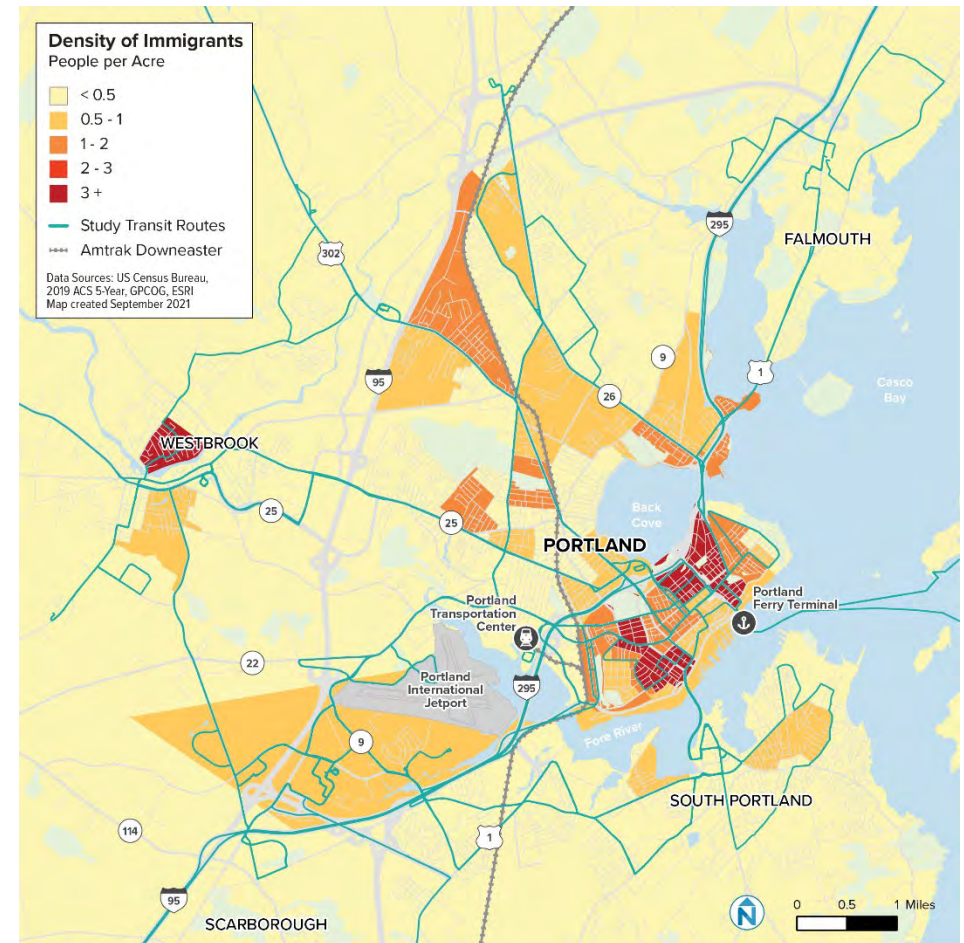 Density of Immigrants
People per Acre
< 0.5
0.5 - 1
1 - 2
2 - 3
3 +
Study Transit Routes
Amtrak Downeaster
Data Sources: US Census Bureau,
2019 ACS 5-Year, GPCOG, ESRI
Map created September 2021
302
295
FALMOUTH
9
1
95
26
Casco
Bay
WESTBROOK
25
25
Back
Cove
PORTLAND
Portland
Transportation
Center
Portland
Ferry Terminal
22
Portland
International
Jetport
295
9
Fore River
SOUTH PORTLAND
114
1
95
SCARBOROUGH
N
0 0.5 1 Miles